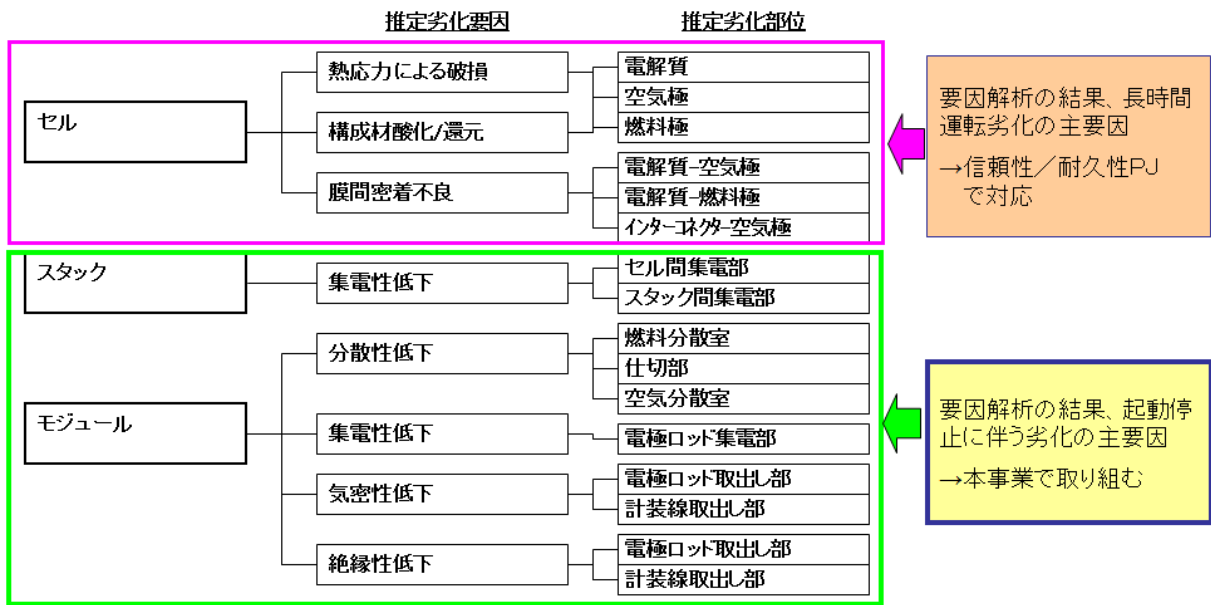 推定劣化要因
推定劣化部位
セル
熱応力による破損
構成材酸化/還元
膜間密着不良
電解質
空気極
燃料極
電解質-空気極
電解質-燃料極
インターコネクター空気極
要因解析の結果、長時間
運転劣化の主要因
→信頼性／耐久性PJ
で対応
スタック
集電性低下
セル間集電部
スタック間集電部
モジュール
分散性低下
燃料分散室
仕切部
空気分散室
集電性低下
電極ロッド集電部
気密性低下
電極ロッド取出し部
計装線取出し部
絶縁性低下
電極ロッド取出し部
計装線取出し部
要因解析の結果、起動停
止に伴う劣化の主要因
→本事業で取り組む